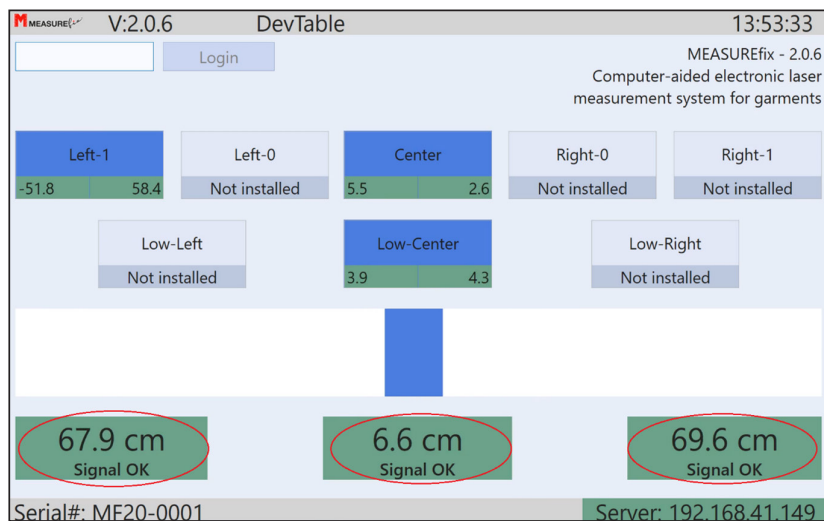 MMEASUREfix V:2.0.6 DevTable 13:53:33
Login
MEASUREfix - 2.0.6
Computer-aided electronic laser
measurement system for garments
Left-1 Left-0 Center Right-0 Right-1
-51.8 58.4 Not installed 5.5 2.6 Not installed Not installed
Low-Left Low-Center Low-Right
Not installed 3.9 4.3 Not installed
67.9 cm 6.6 cm 69.6 cm
Signal OK Signal OK Signal OK
Serial#: MF20-0001 Server: 192.168.41.149